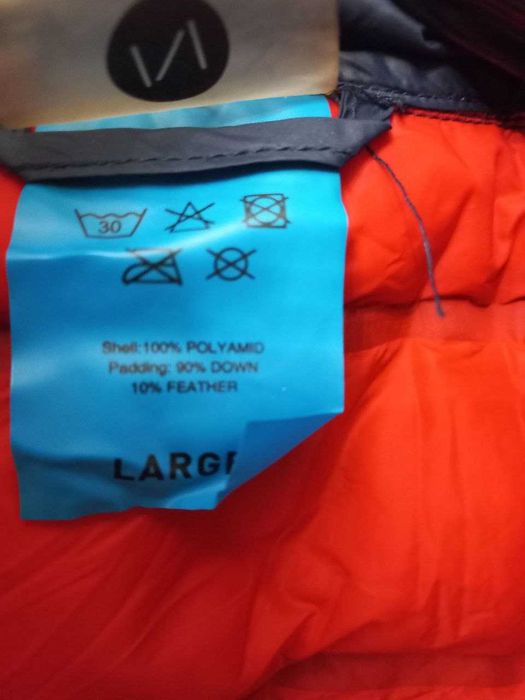 30
Shell:100% POLYAMID
Padding: 90% DOWN
10% FEATHER
LARGE